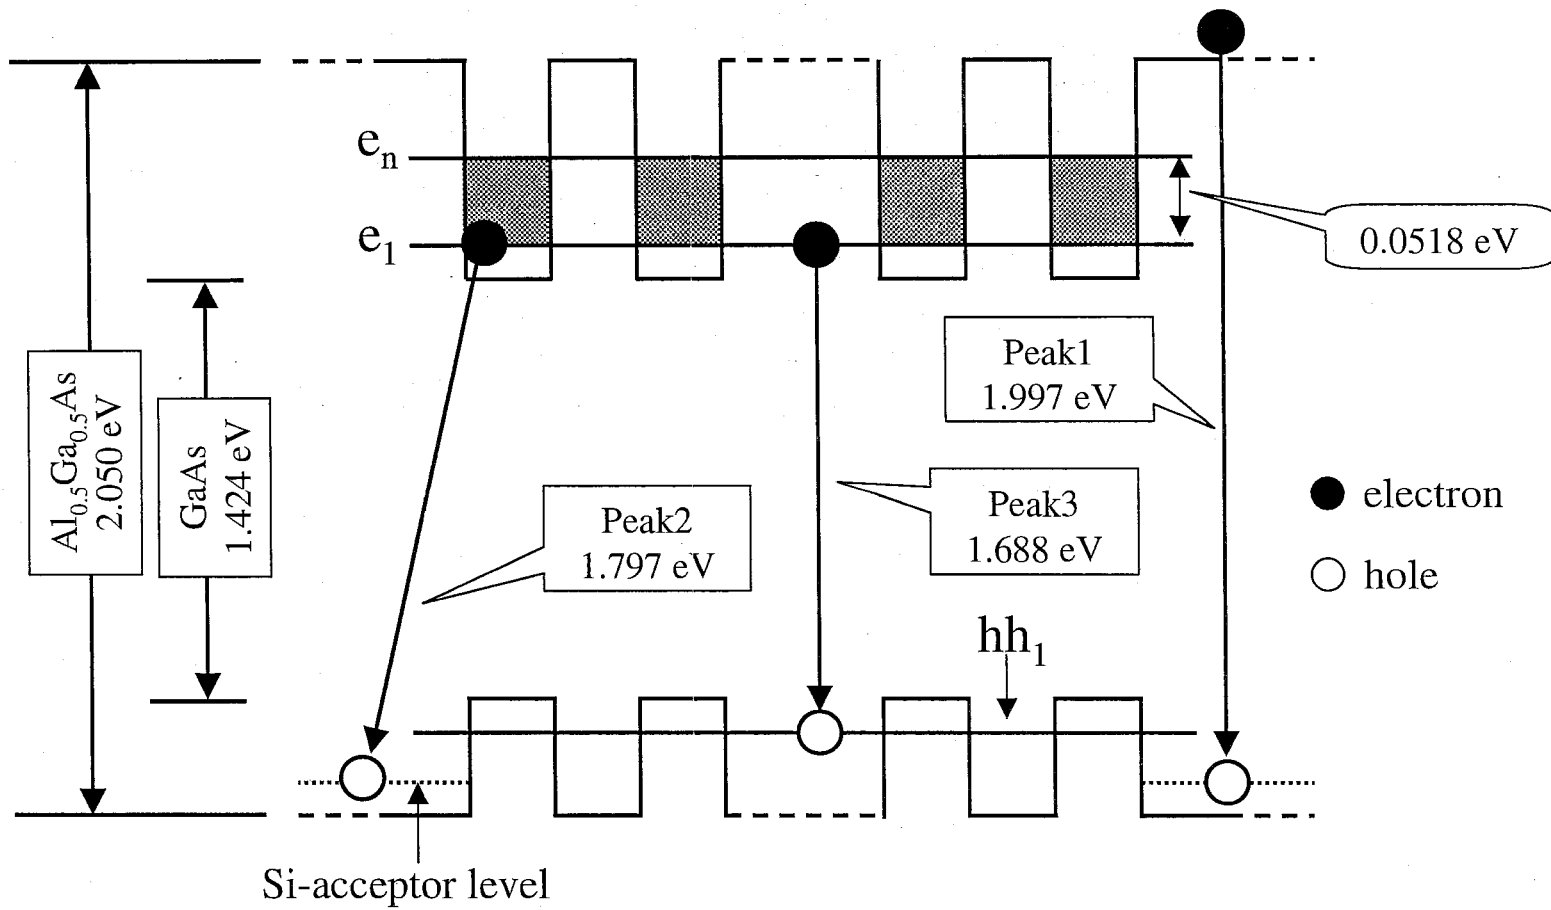 e_n
e_1
0.0518 eV
Al_0.5Ga_0.5As
2.050 eV
GaAs
1.424 eV
Peak1
1.997 eV
Peak2
1.797 eV
Peak3
1.688 eV
electron
hole
hh_1
Si-acceptor level